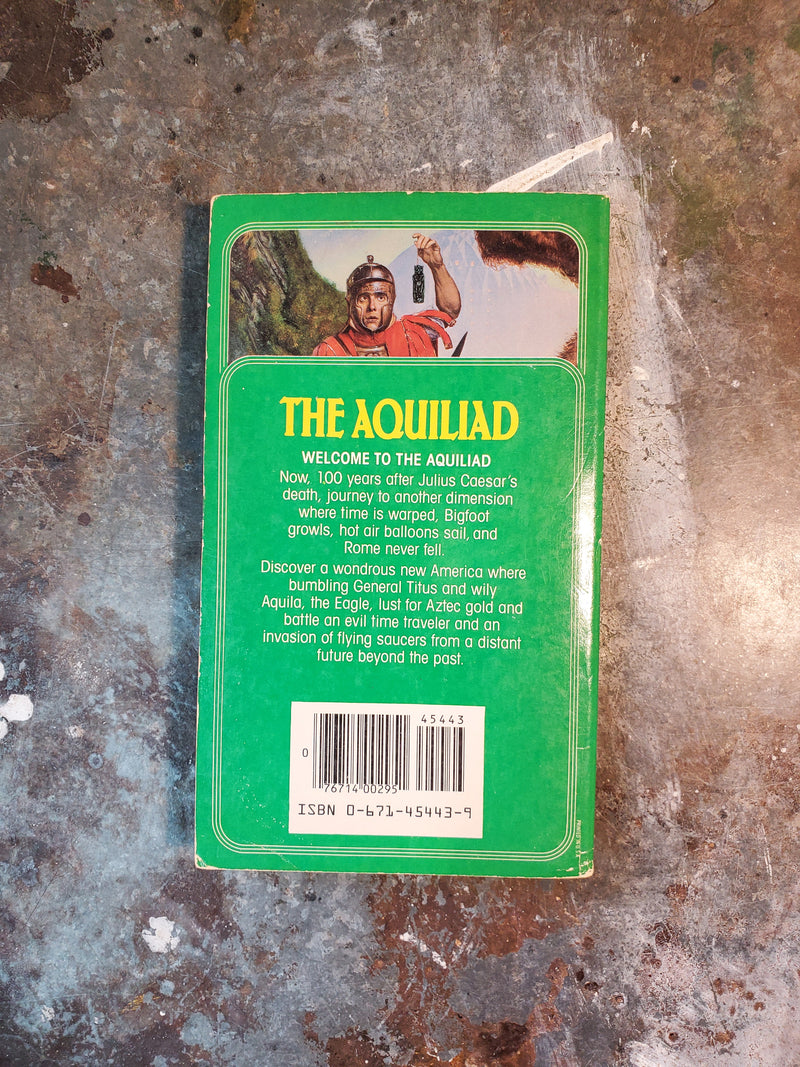 THE AQUILIAD
WELCOME TO THE AQUILIAD
Now, 100 years after Julius Caesar's
death, journey to another dimension
where time is warped, Bigfoot
growls, hot air balloons sail, and
Rome never fell.
Discover a wondrous new America where
bumbling General Titus and wily
Aquila, the Eagle, lust for Aztec gold and
battle an evil time traveler and an
invasion of flying saucers from a distant
future beyond the past.
45443
0
76714 00295
ISBN 0-671-45443-9
PRINTED IN U.S.A.